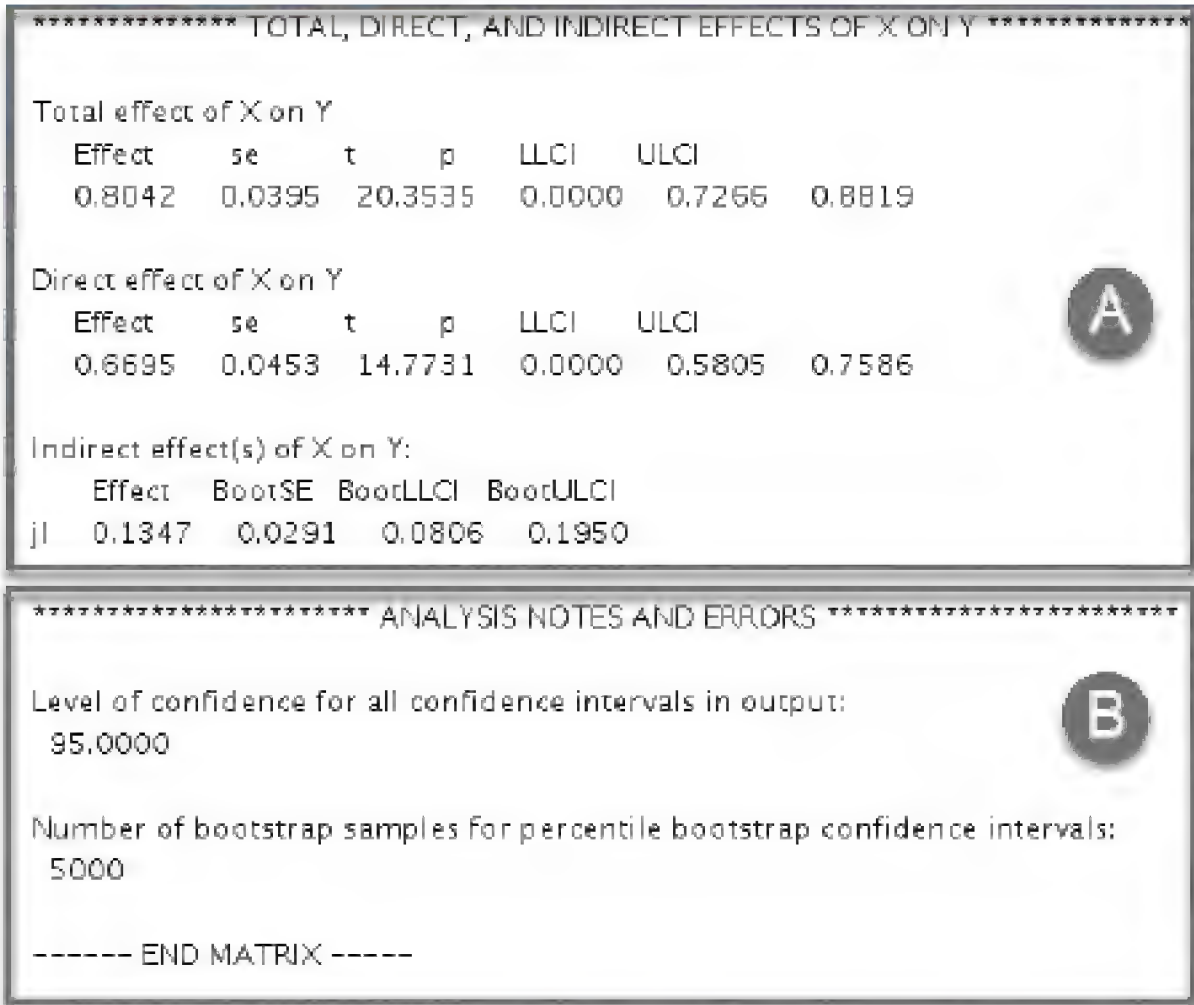 ************** TOTAL, DIRECT, AND INDIRECT EFFECTS OF X ON Y **************
Total effect of X on Y
Effect se t p LLCI ULCI
0.8042 0.0395 20.3535 0.0000 0.7266 0.8819
Direct effect of X on Y
Effect se t p LLCI ULCI
0.6695 0.0453 14.7731 0.0000 0.5805 0.7586
A
Indirect effect(s) of X on Y:
Effect BootSE BootLLCI BootULCI
jl 0.1347 0.0291 0.0806 0.1950
*********************** ANALYSIS NOTES AND ERRORS ************************
Level of confidence for all confidence intervals in output:
95.0000
B
Number of bootstrap samples for percentile bootstrap confidence intervals:
5000
------ END MATRIX -----